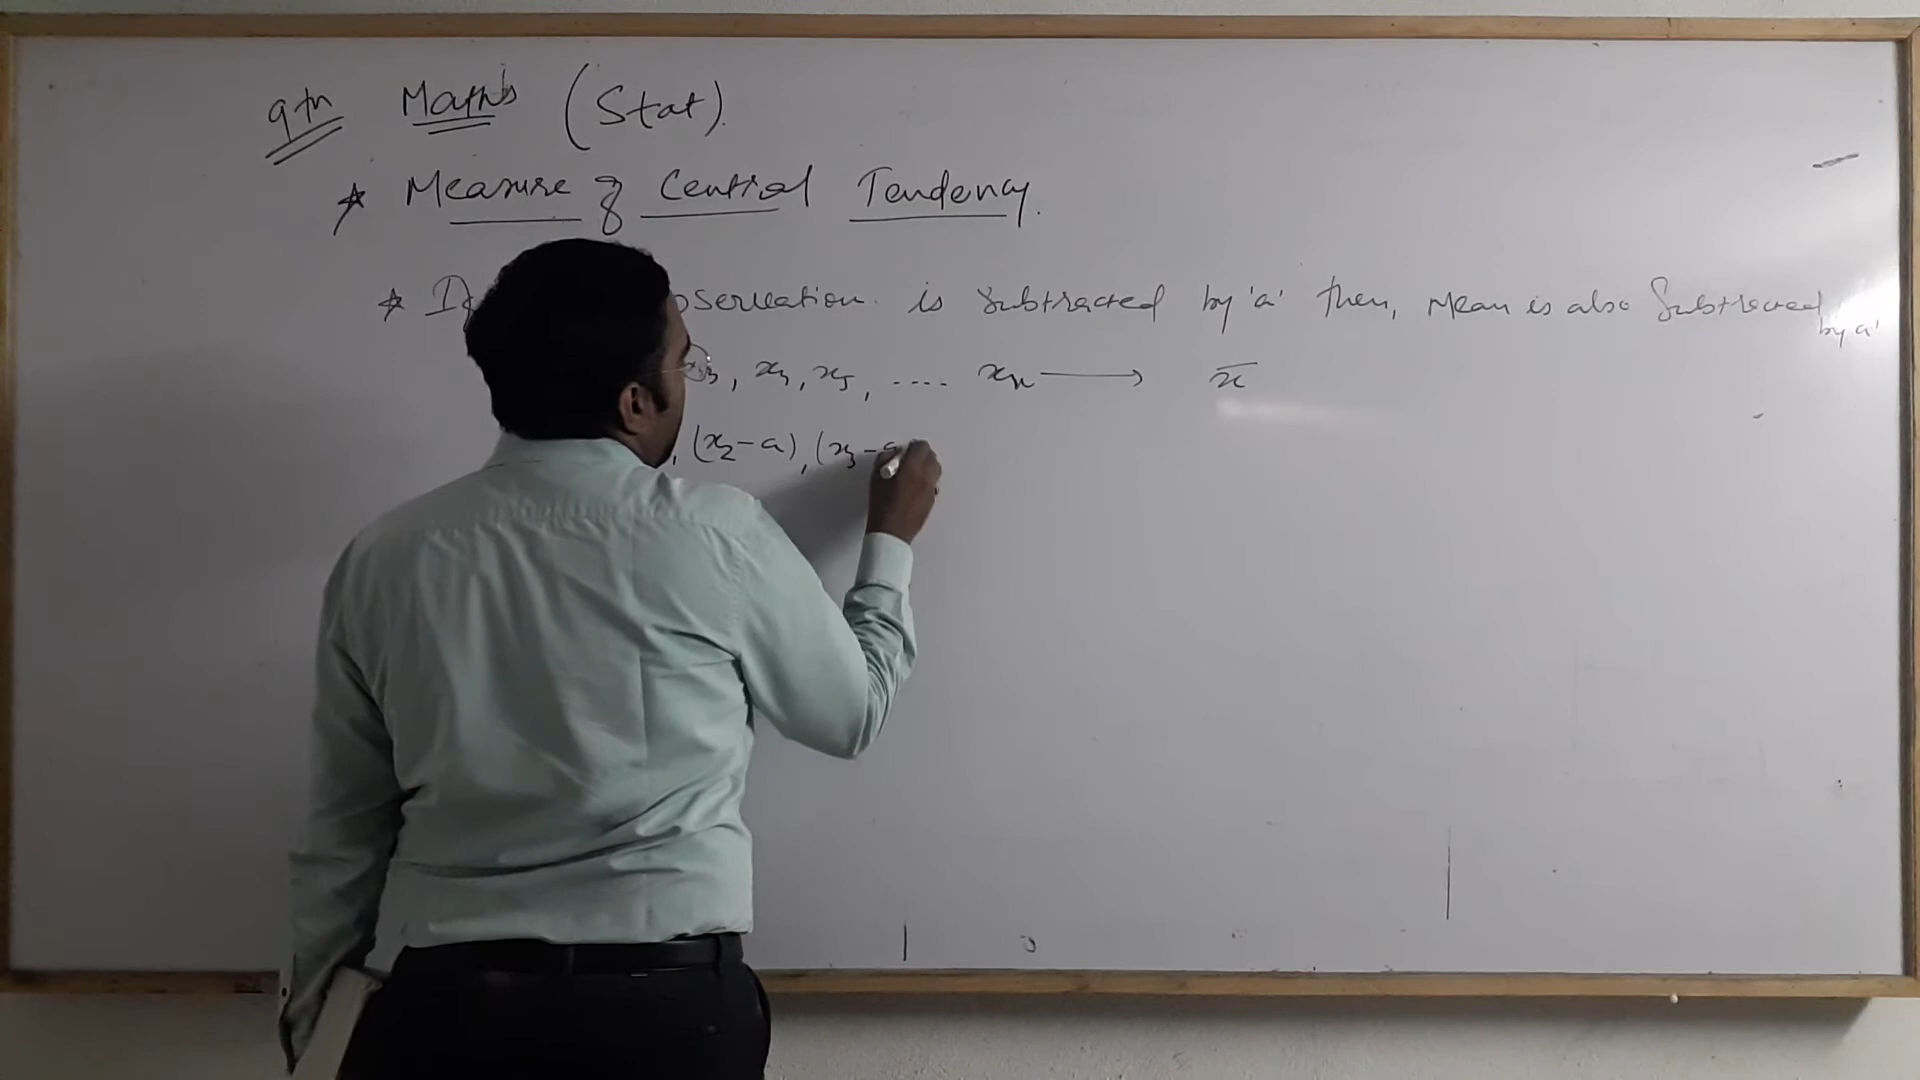 9th Maths (Stat).
* Measure of Central Tendency.
* If observation is Subtracted by 'a' then, Mean is also Subtracted by 'a'
x₃, x₄, x₅, .... xₙ ⟶ x̄
, (x₂-a), (x₃-a